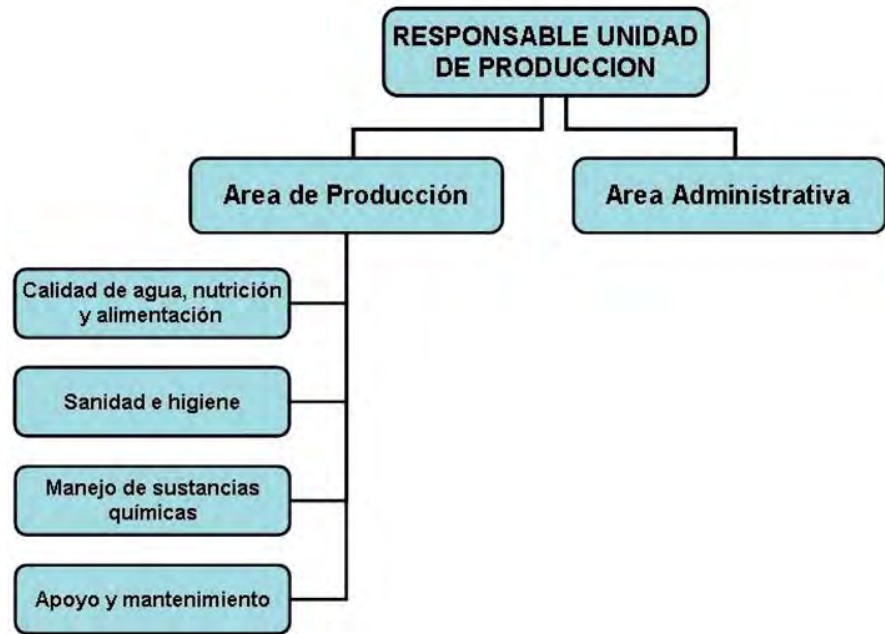 RESPONSABLE UNIDAD
DE PRODUCCION
Area de Producción
Area Administrativa
Calidad de agua, nutrición
y alimentación
Sanidad e higiene
Manejo de sustancias
químicas
Apoyo y mantenimiento